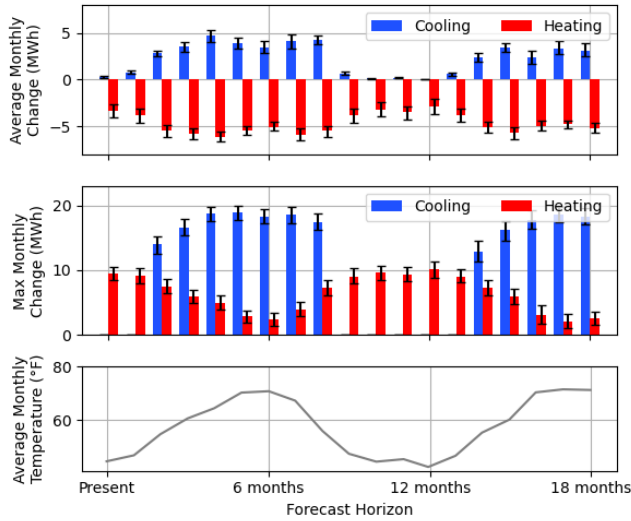 Average Monthly
Change (MWh)
5
0
−5
Cooling Heating
Max Monthly
Change (MWh)
20
10
0
Cooling Heating
Average Monthly
Temperature (°F)
80
60
Present 6 months 12 months 18 months
Forecast Horizon